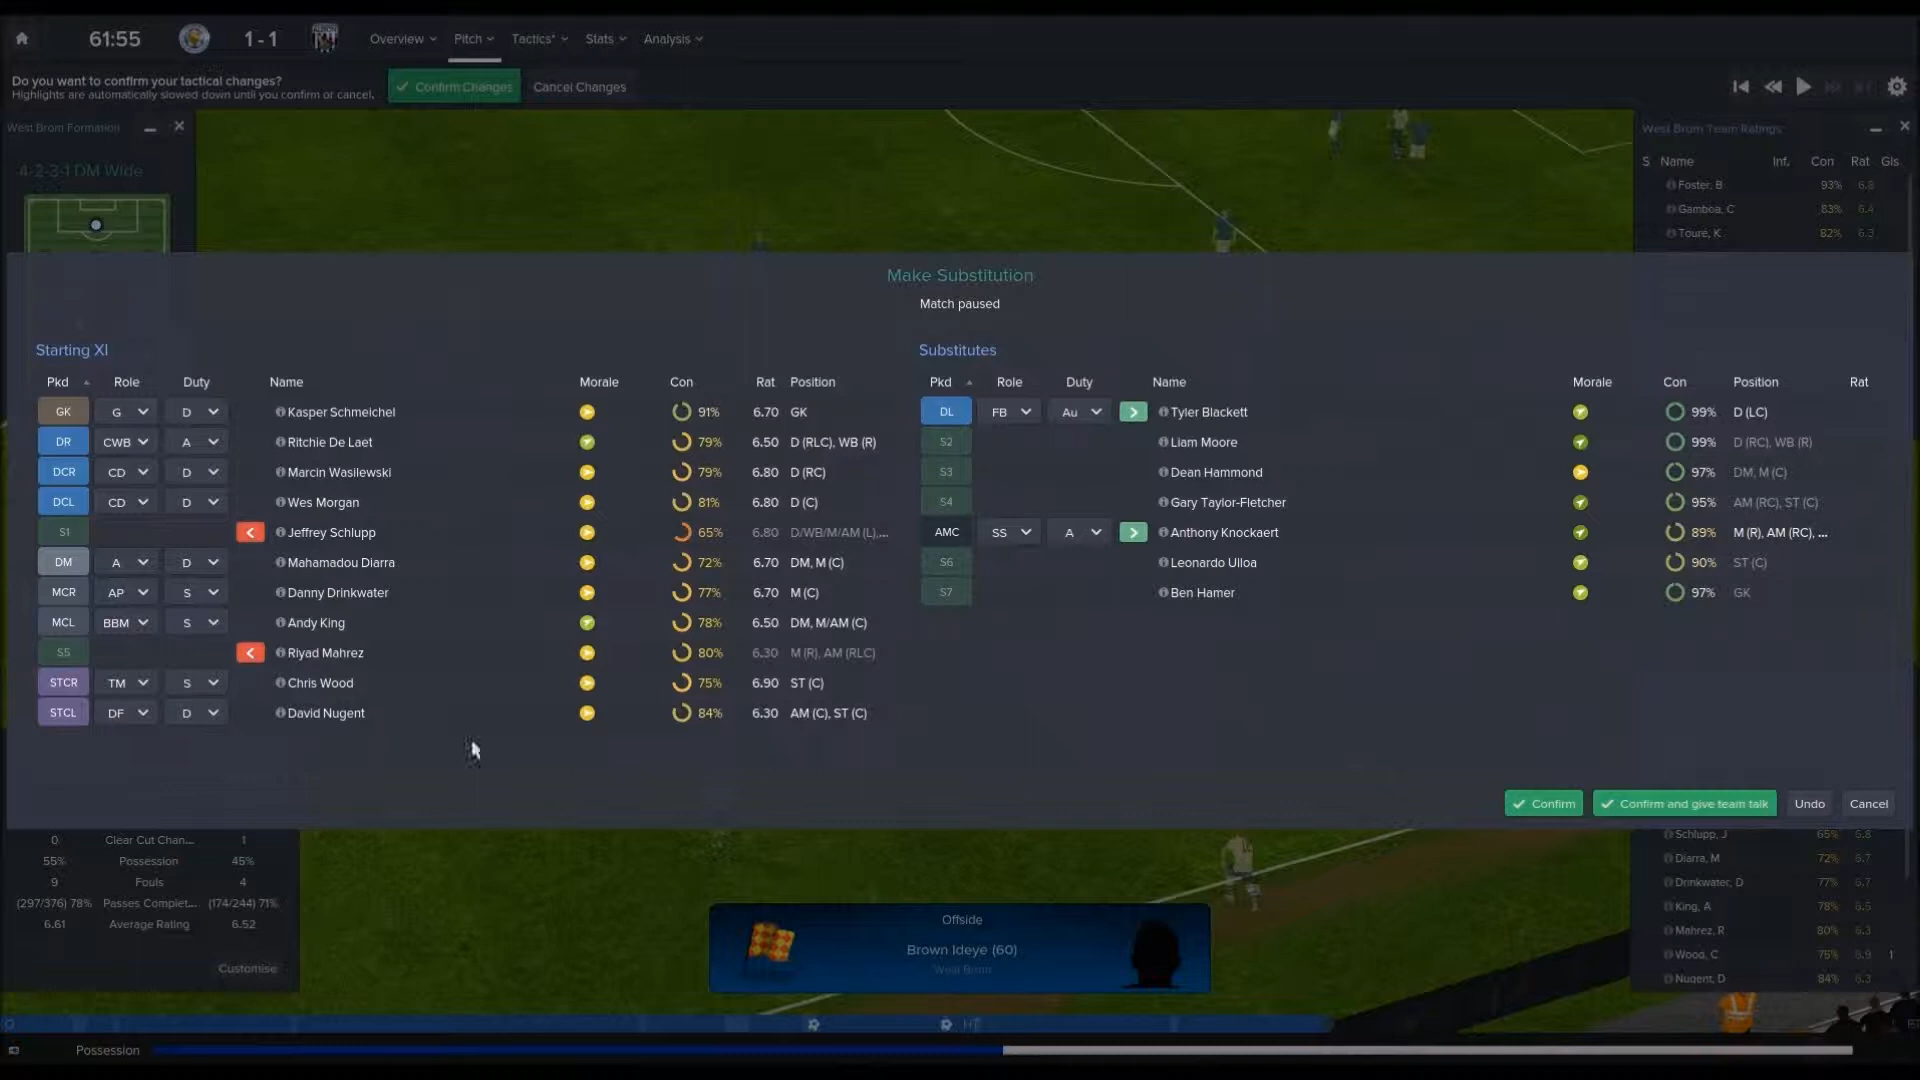 61:55 1 - 1 Overview Pitch Tactics* Stats Analysis
Do you want to confirm your tactical changes?
Highlights are automatically slowed down until you confirm or cancel.
Confirm Changes Cancel Changes
West Brom Formation
4-2-3-1 DM Wide
West Brom Team Ratings
S Name Inf. Con Rat Gls
Foster, B 93% 6.8
Gamboa, C 83% 6.4
Toure, K 82% 6.3
Make Substitution
Match paused
Starting XI
Pkd Role Duty Name Morale Con Rat Position
GK G D Kasper Schmeichel 91% 6.70 GK
DR CWB A Ritchie De Laet 79% 6.50 D (RLC), WB (R)
DCR CD D Marcin Wasilewski 79% 6.80 D (RC)
DCL CD D Wes Morgan 81% 6.80 D (C)
S1 Jeffrey Schlupp 65% 6.80 D/WB/M/AM (L),...
DM A D Mahamadou Diarra 72% 6.70 DM, M (C)
MCR AP S Danny Drinkwater 77% 6.70 M (C)
MCL BBM S Andy King 78% 6.50 DM, M/AM (C)
S5 Riyad Mahrez 80% 6.30 M (R), AM (RLC)
STCR TM S Chris Wood 75% 6.90 ST (C)
STCL DF D David Nugent 84% 6.30 AM (C), ST (C)
Substitutes
Pkd Role Duty Name Morale Con Position Rat
DL FB Au Tyler Blackett 99% D (LC)
S2 Liam Moore 99% D (RC), WB (R)
S3 Dean Hammond 97% DM, M (C)
S4 Gary Taylor-Fletcher 95% AM (RC), ST (C)
AMC SS A Anthony Knockaert 89% M (R), AM (RC), ...
S6 Leonardo Ulloa 90% ST (C)
S7 Ben Hamer 97% GK
Confirm Confirm and give team talk Undo Cancel
0 Clear Cut Chan... 1
55% Possession 45%
9 Fouls 4
(297/376) 78% Passes Complet... (174/244) 71%
6.61 Average Rating 6.52
Customise
Offside
Brown Ideye (60)
West Brom
Schlupp, J 65% 6.8
Diarra, M 72% 6.7
Drinkwater, D 77% 6.7
King, A 78% 6.5
Mahrez, R 80% 6.3
Wood, C 75% 6.9 1
Nugent, D 84% 6.3
HT
Possession